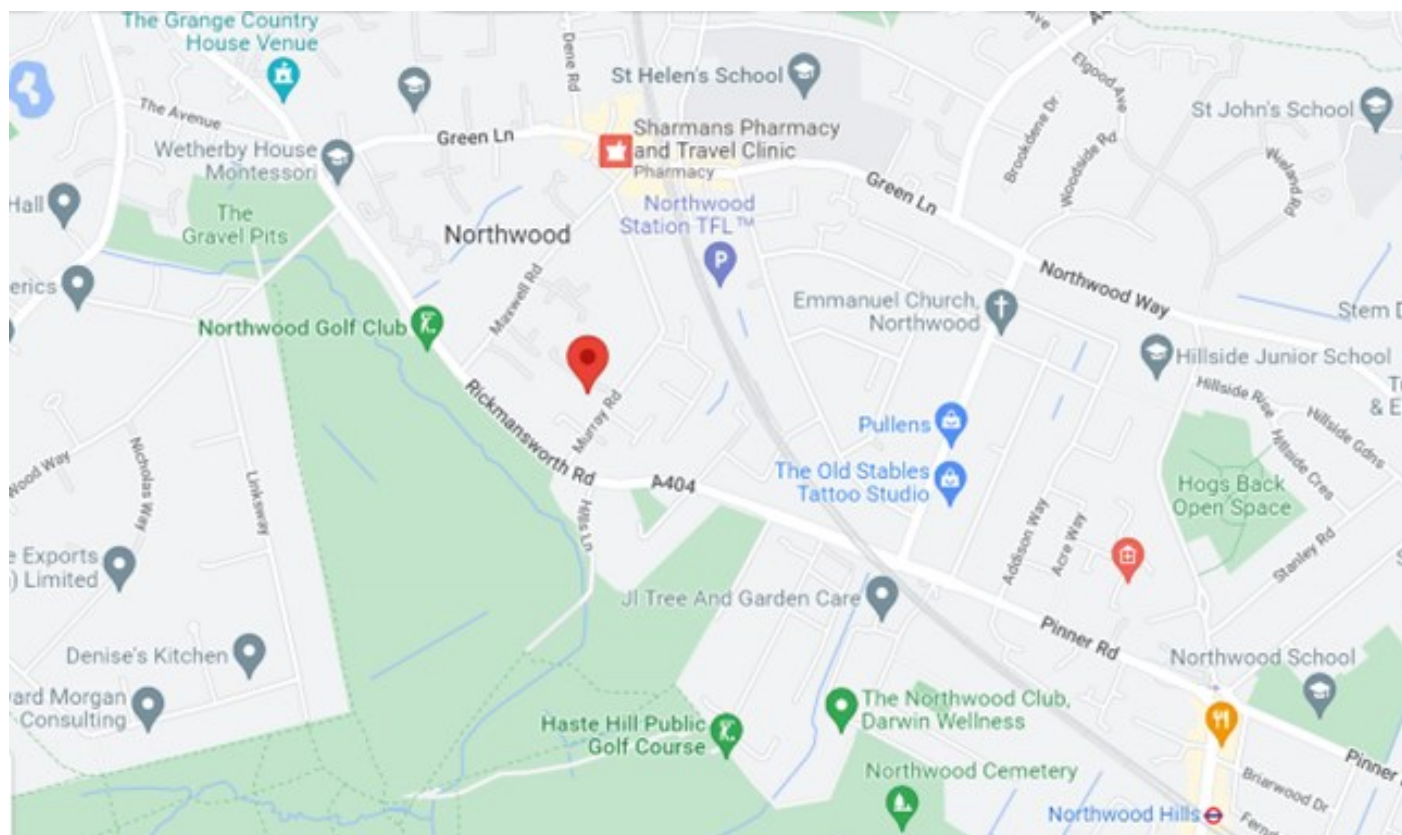 The Grange Country
House Venue
Dene Rd
St Helen's School
Elgood Ave
St John's School
The Avenue
Green Ln
Sharmans Pharmacy
and Travel Clinic
Pharmacy
Brookdene Dr
Woodside Rd
Wetherby House
Montessori
Hall
The
Gravel Pits
Northwood
Northwood
Station TFL™
P
Green Ln
Northwood Way
erics
Maxwell Rd
Emmanuel Church,
Northwood
Stem D
Northwood Golf Club
Hillside Junior School
& E
Rickmansworth Rd
Murray Rd
Hillside Rise
Hillside Gdns
Hillside Cres
Pullens
Wood Way
Nicholas Way
Linksway
A404
The Old Stables
Tattoo Studio
Hogs Back
Open Space
Hills Ln
Addison Way
Acre Way
Stanley Rd
e Exports
) Limited
Jl Tree And Garden Care
Pinner Rd
Denise's Kitchen
Northwood School
ard Morgan
Consulting
Haste Hill Public
Golf Course
The Northwood Club,
Darwin Wellness
Northwood Cemetery
Pinner
Briarwood Dr
Northwood Hills